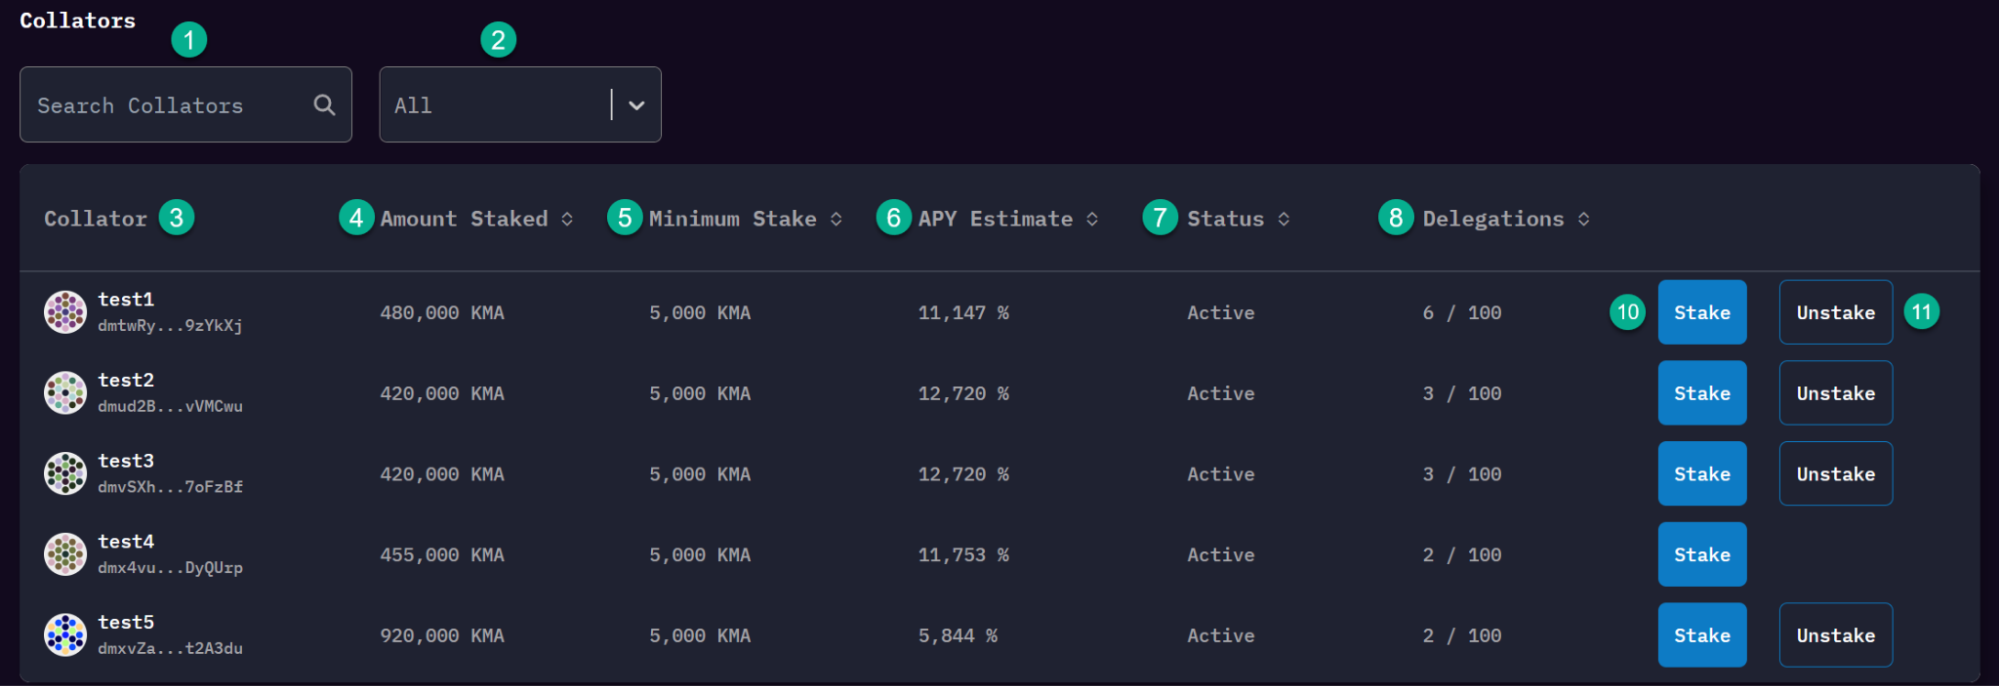 Collators
1 2
Search Collators All
Collator 3 4 Amount Staked 5 Minimum Stake 6 APY Estimate 7 Status 8 Delegations
test1
dmtwRy...9zYkXj 480,000 KMA 5,000 KMA 11,147 % Active 6 / 100 10 Stake Unstake 11
test2
dmud2B...vVMCwu 420,000 KMA 5,000 KMA 12,720 % Active 3 / 100 Stake Unstake
test3
dmvSXh...7oFzBf 420,000 KMA 5,000 KMA 12,720 % Active 3 / 100 Stake Unstake
test4
dmx4vu...DyQUrp 455,000 KMA 5,000 KMA 11,753 % Active 2 / 100 Stake
test5
dmxvZa...t2A3du 920,000 KMA 5,000 KMA 5,844 % Active 2 / 100 Stake Unstake